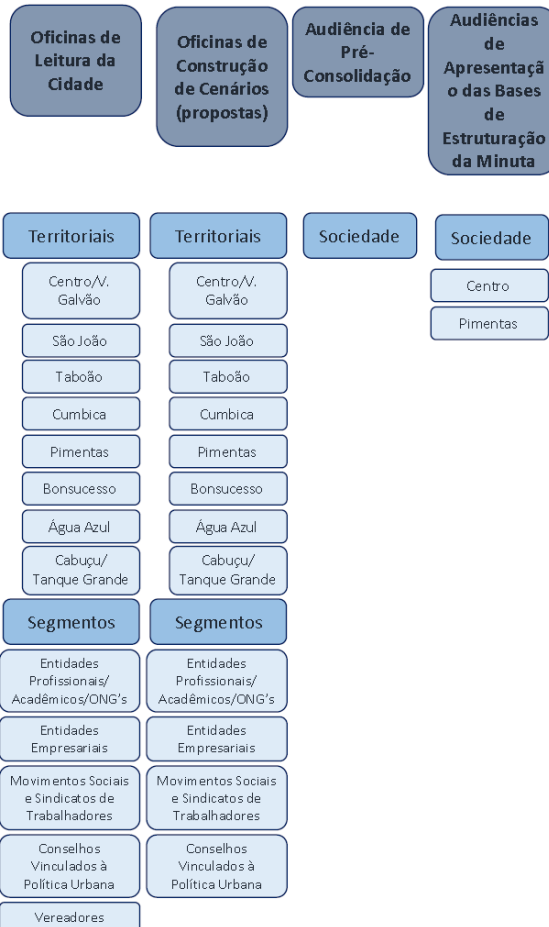 Oficinas de
Leitura da
Cidade
Oficinas de
Construção
de Cenários
(propostas)
Audiência de
Pré-
Consolidação
Audiências
de
Apresentaçã
o das Bases
de
Estruturação
da Minuta
Territoriais
Centro/V.
Galvão
São João
Taboão
Cumbica
Pimentas
Bonsucesso
Água Azul
Cabuçu/
Tanque Grande
Segmentos
Entidades
Profissionais/
Acadêmicos/ONG’s
Entidades
Empresariais
Movimentos Sociais
e Sindicatos de
Trabalhadores
Conselhos
Vinculados à
Política Urbana
Vereadores
Territoriais
Centro/V.
Galvão
São João
Taboão
Cumbica
Pimentas
Bonsucesso
Água Azul
Cabuçu/
Tanque Grande
Segmentos
Entidades
Profissionais/
Acadêmicos/ONG’s
Entidades
Empresariais
Movimentos Sociais
e Sindicatos de
Trabalhadores
Conselhos
Vinculados à
Política Urbana
Sociedade
Sociedade
Centro
Pimentas